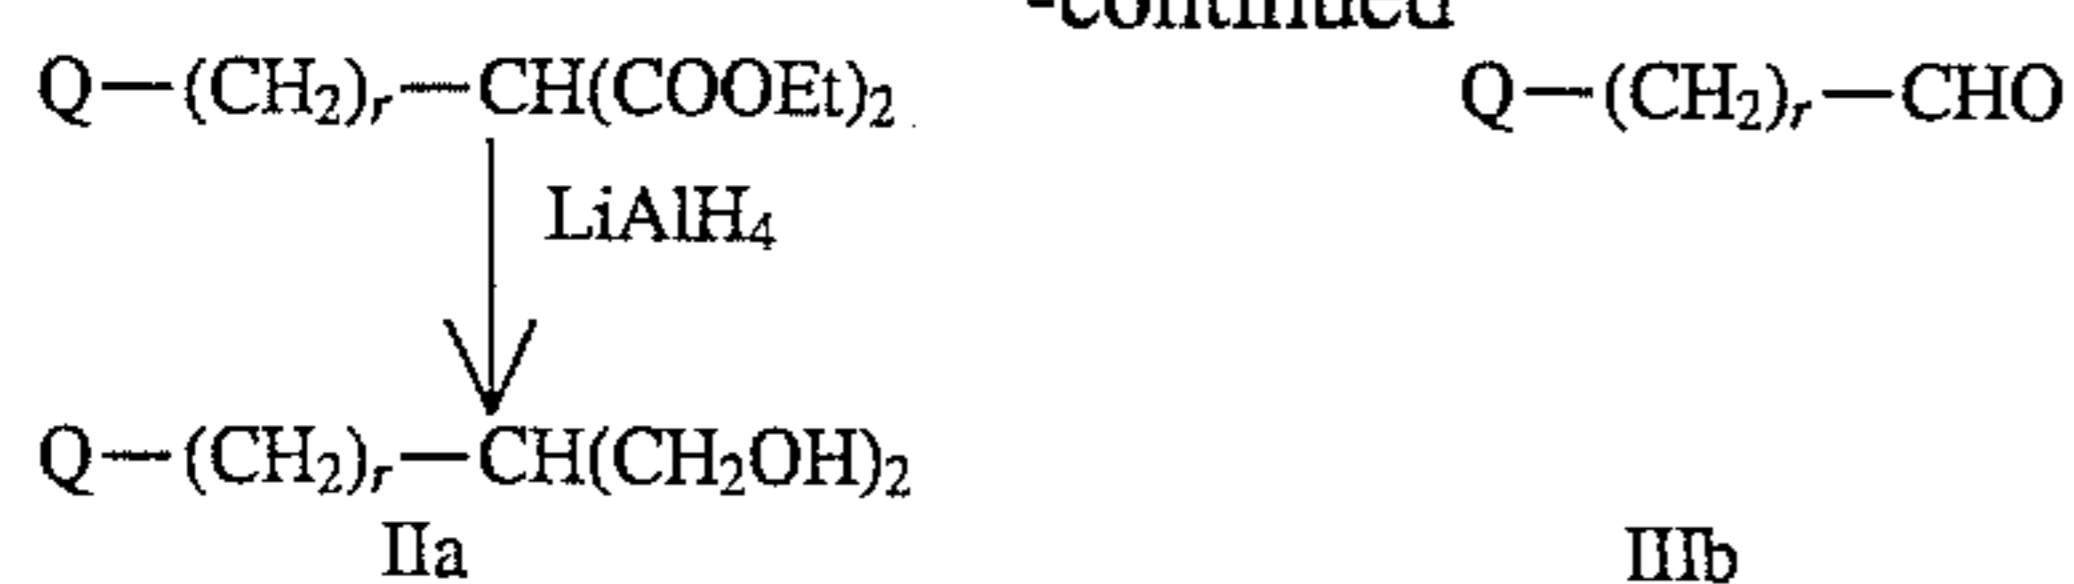 -continued
Q—(CH₂)ᵣ—CH(COOEt)₂
Q—(CH₂)ᵣ—CHO
LiAlH₄
Q—(CH₂)ᵣ—CH(CH₂OH)₂
IIa
IIIb